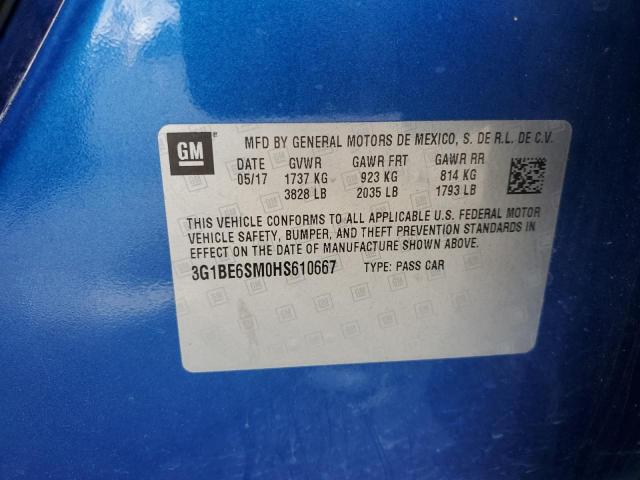 GM
MFD BY GENERAL MOTORS DE MEXICO, S. DE R.L. DE C.V.
DATE GVWR GAWR FRT GAWR RR
05/17 1737 KG 923 KG 814 KG
3828 LB 2035 LB 1793 LB
THIS VEHICLE CONFORMS TO ALL APPLICABLE U.S. FEDERAL MOTOR
VEHICLE SAFETY, BUMPER, AND THEFT PREVENTION STANDARDS IN
EFFECT ON THE DATE OF MANUFACTURE SHOWN ABOVE.
3G1BE6SM0HS610667 TYPE: PASS CAR